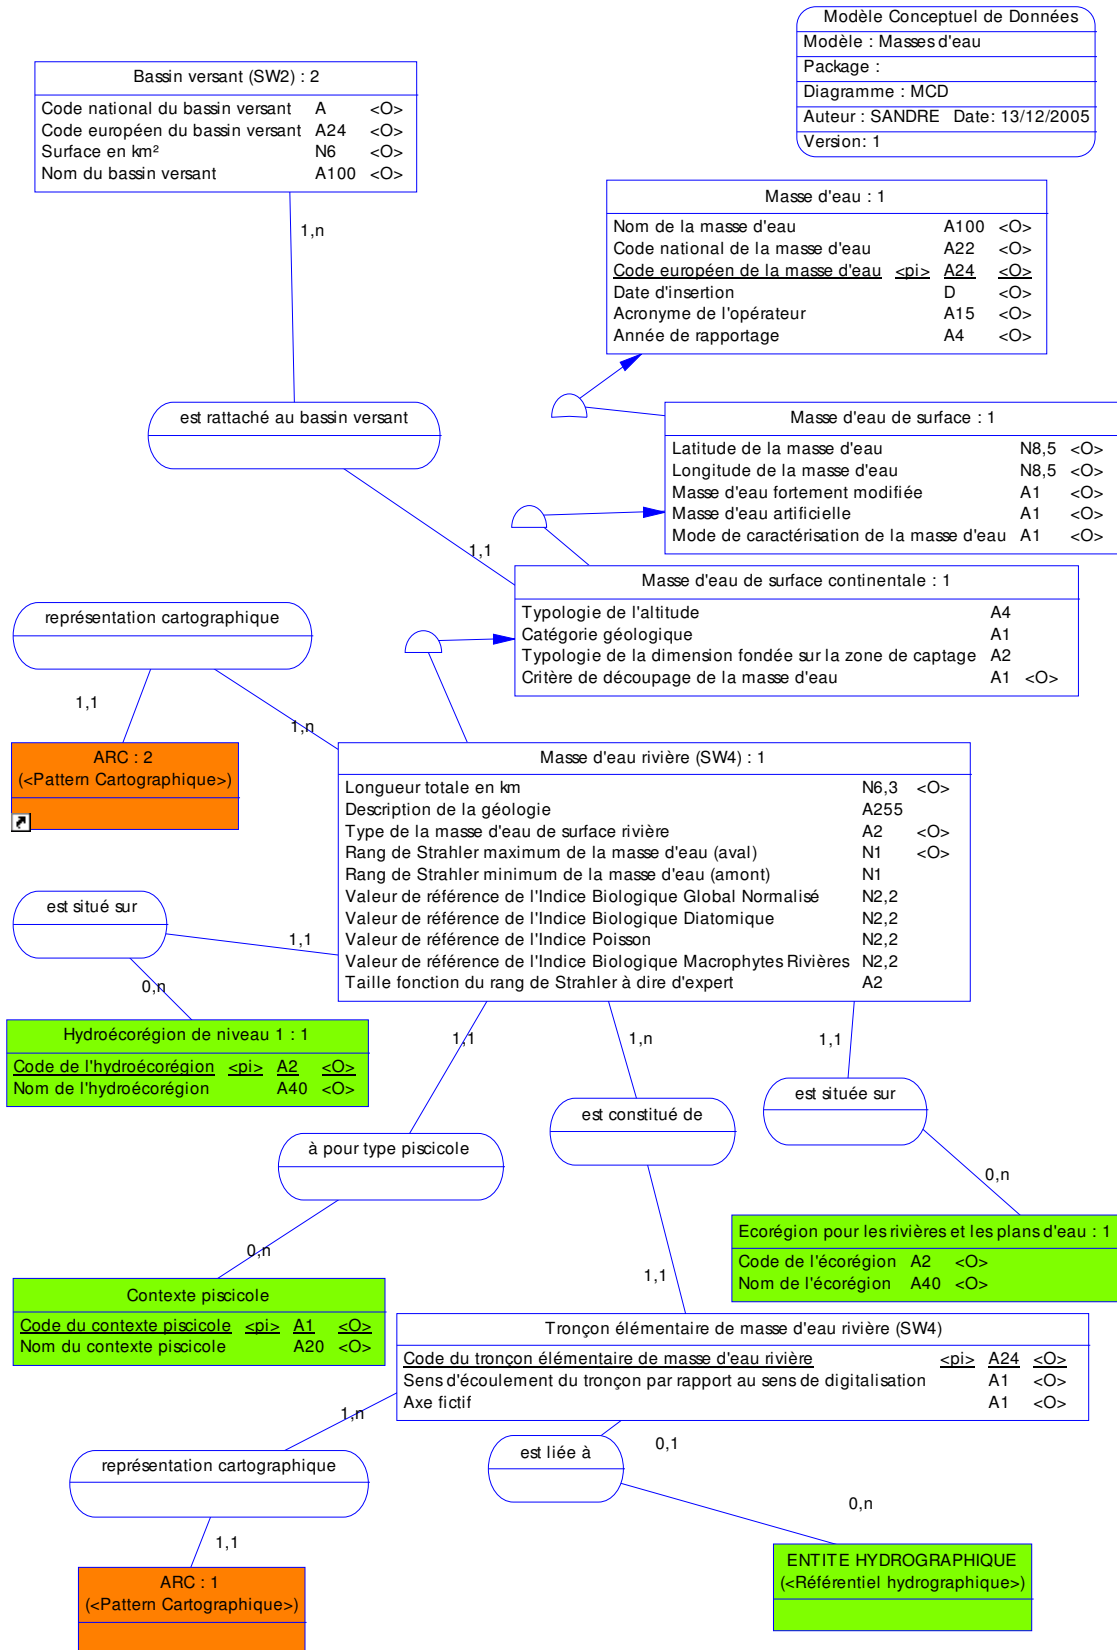 Modèle Conceptuel de Données
Modèle : Masses d'eau
Package :
Diagramme : MCD
Auteur : SANDRE Date: 13/12/2005
Version: 1
Bassin versant (SW2) : 2
Code national du bassin versant A <O>
Code européen du bassin versant A24 <O>
Surface en km² N6 <O>
Nom du bassin versant A100 <O>
1,n
Masse d'eau : 1
Nom de la masse d'eau A100 <O>
Code national de la masse d'eau A22 <O>
Code européen de la masse d'eau <pi> A24 <O>
Date d'insertion D <O>
Acronyme de l'opérateur A15 <O>
Année de rapportage A4 <O>
est rattaché au bassin versant
Masse d'eau de surface : 1
Latitude de la masse d'eau N8,5 <O>
Longitude de la masse d'eau N8,5 <O>
Masse d'eau fortement modifiée A1 <O>
Masse d'eau artificielle A1 <O>
Mode de caractérisation de la masse d'eau A1 <O>
1,1
Masse d'eau de surface continentale : 1
Typologie de l'altitude A4
Catégorie géologique A1
Typologie de la dimension fondée sur la zone de captage A2
Critère de découpage de la masse d'eau A1 <O>
représentation cartographique
1,1
1,n
ARC : 2
(<Pattern Cartographique>)
Masse d'eau rivière (SW4) : 1
Longueur totale en km N6,3 <O>
Description de la géologie A255
Type de la masse d'eau de surface rivière A2 <O>
Rang de Strahler maximum de la masse d'eau (aval) N1 <O>
Rang de Strahler minimum de la masse d'eau (amont) N1
Valeur de référence de l'Indice Biologique Global Normalisé N2,2
Valeur de référence de l'Indice Biologique Diatomique N2,2
Valeur de référence de l'Indice Poisson N2,2
Valeur de référence de l'Indice Biologique Macrophytes Rivières N2,2
Taille fonction du rang de Strahler à dire d'expert A2
est situé sur
1,1
0,n
Hydroécorégion de niveau 1 : 1
Code de l'hydroécorégion <pi> A2 <O>
Nom de l'hydroécorégion A40 <O>
1,1
1,n
1,1
est située sur
est constitué de
à pour type piscicole
0,n
0,n
Ecorégion pour les rivières et les plans d'eau : 1
Code de l'écorégion A2 <O>
Nom de l'écorégion A40 <O>
1,1
Contexte piscicole
Code du contexte piscicole <pi> A1 <O>
Nom du contexte piscicole A20 <O>
Tronçon élémentaire de masse d'eau rivière (SW4)
Code du tronçon élémentaire de masse d'eau rivière <pi> A24 <O>
Sens d'écoulement du tronçon par rapport au sens de digitalisation A1 <O>
Axe fictif A1 <O>
1,n
représentation cartographique
est liée à
0,1
0,n
1,1
ARC : 1
(<Pattern Cartographique>)
ENTITE HYDROGRAPHIQUE
(<Référentiel hydrographique>)